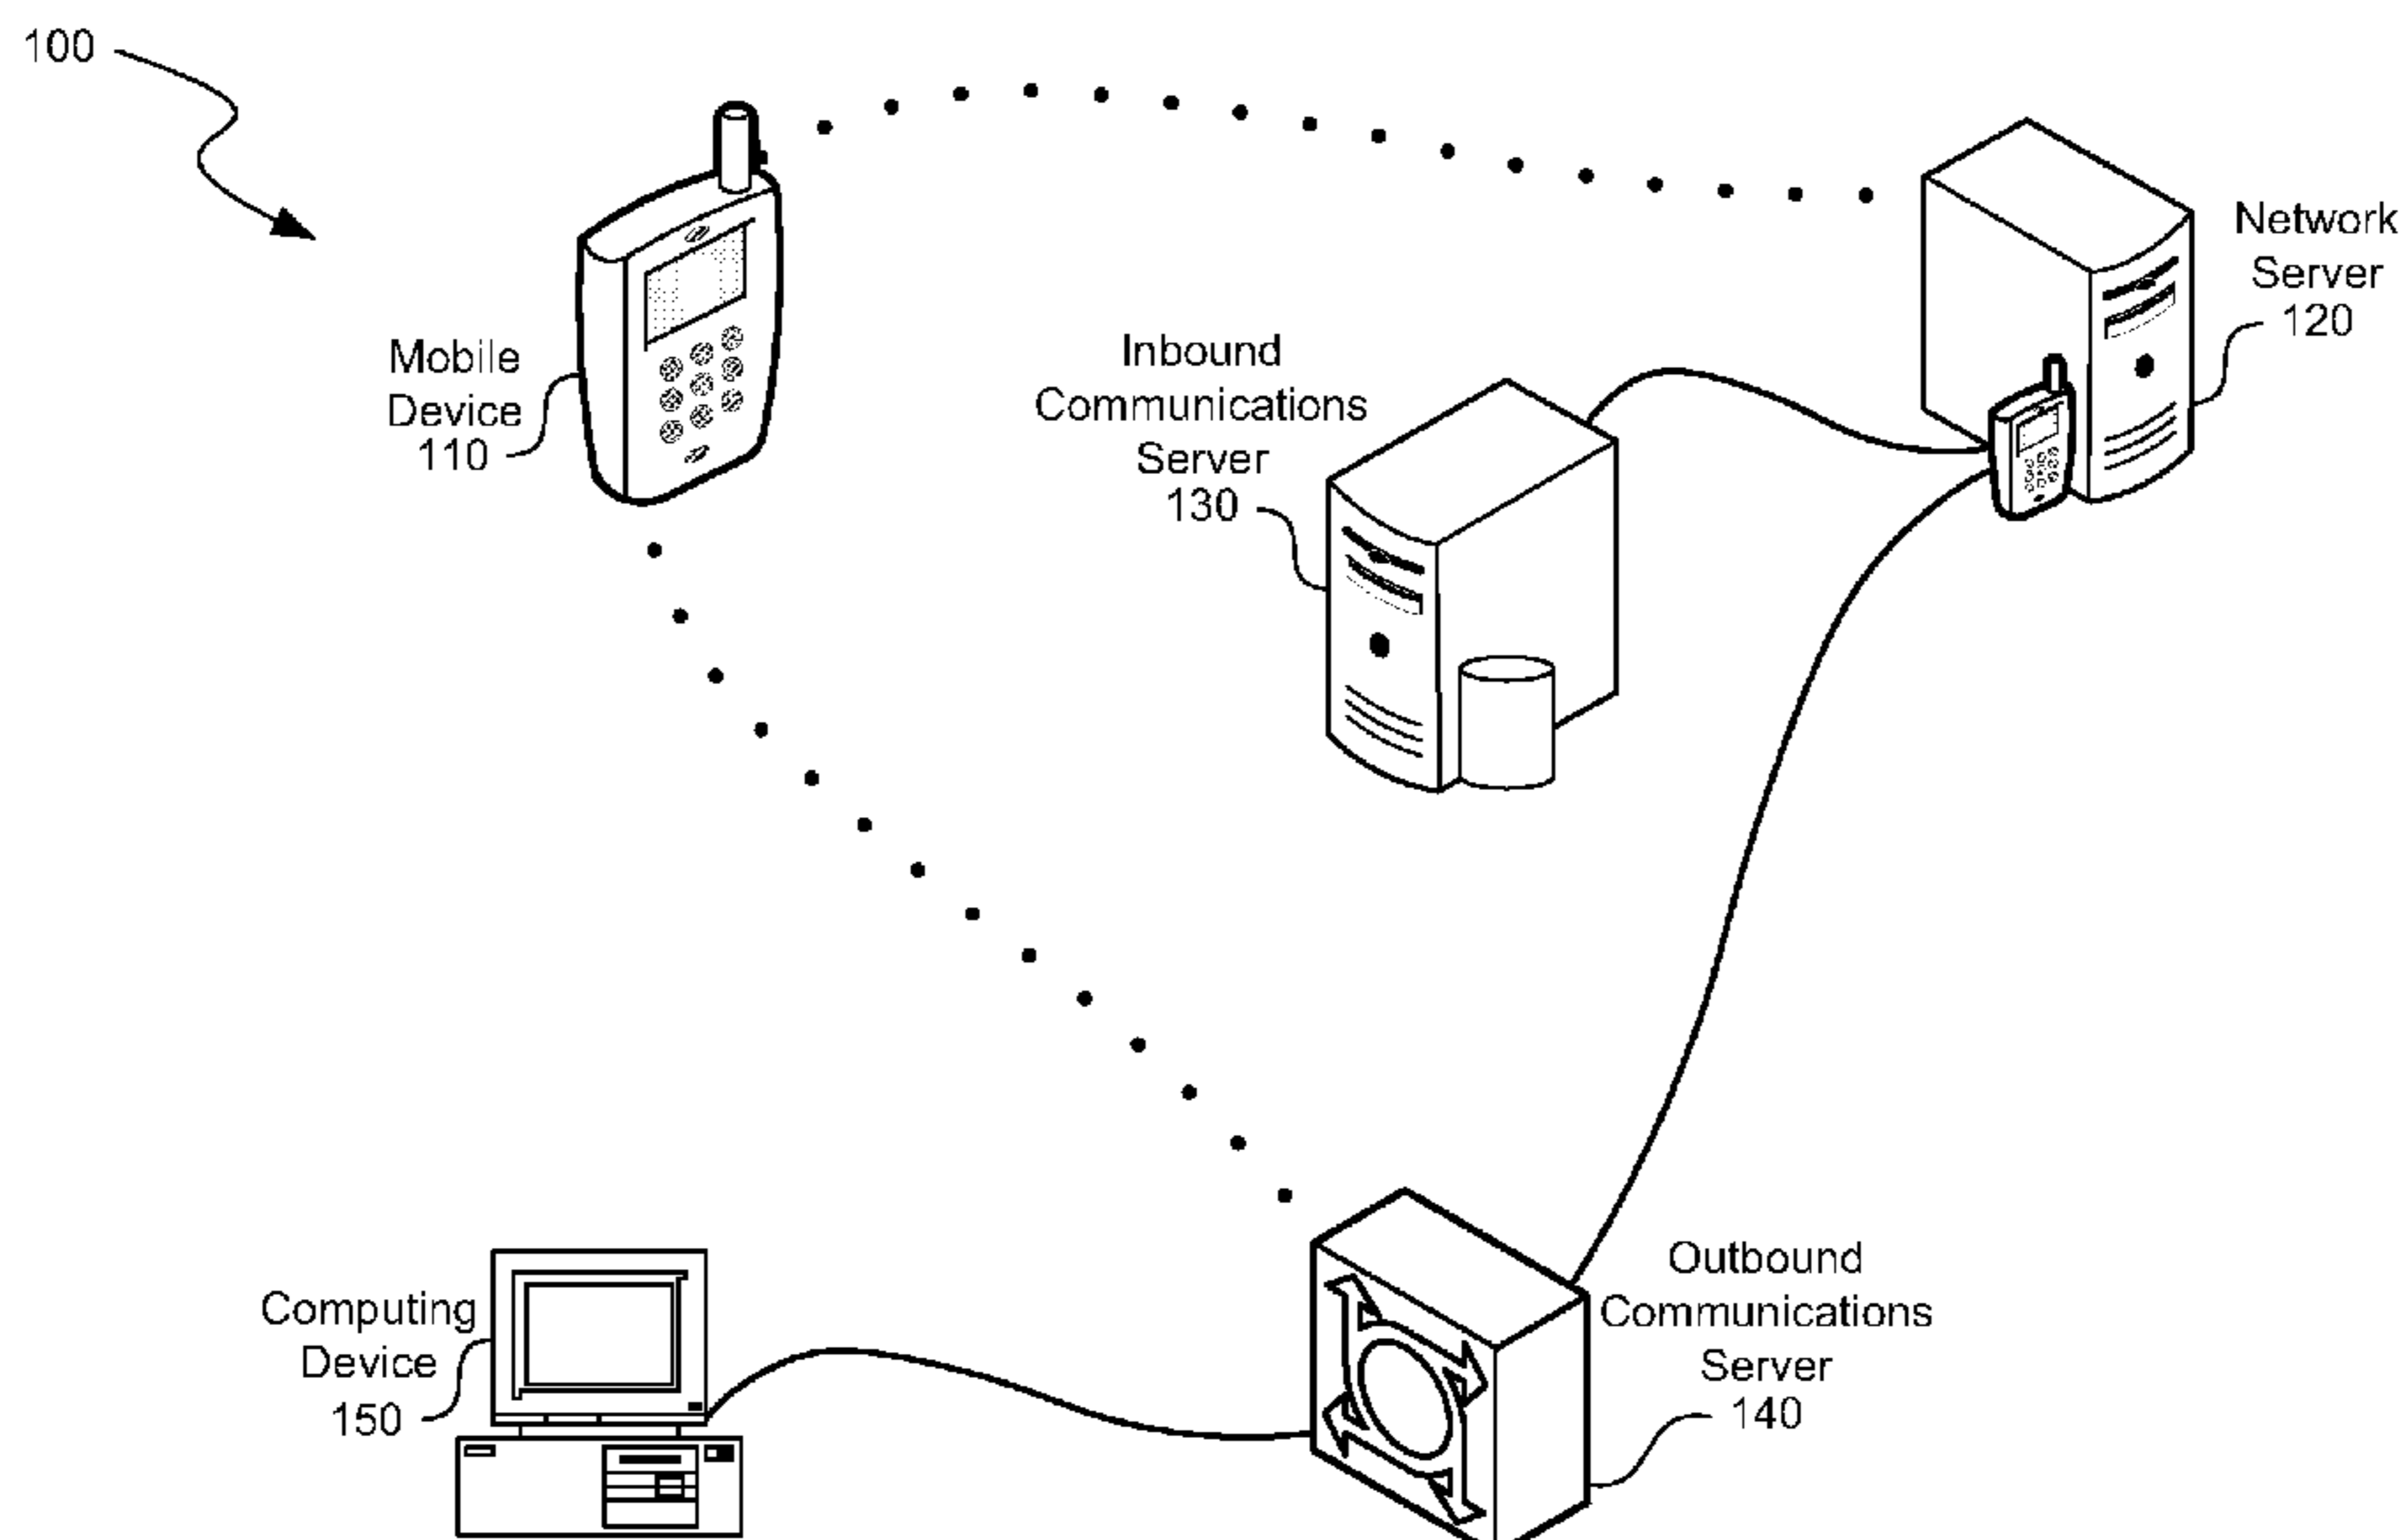 100
Network
Server
120
Mobile
Device
110
Inbound
Communications
Server
130
Outbound
Communications
Server
140
Computing
Device
150